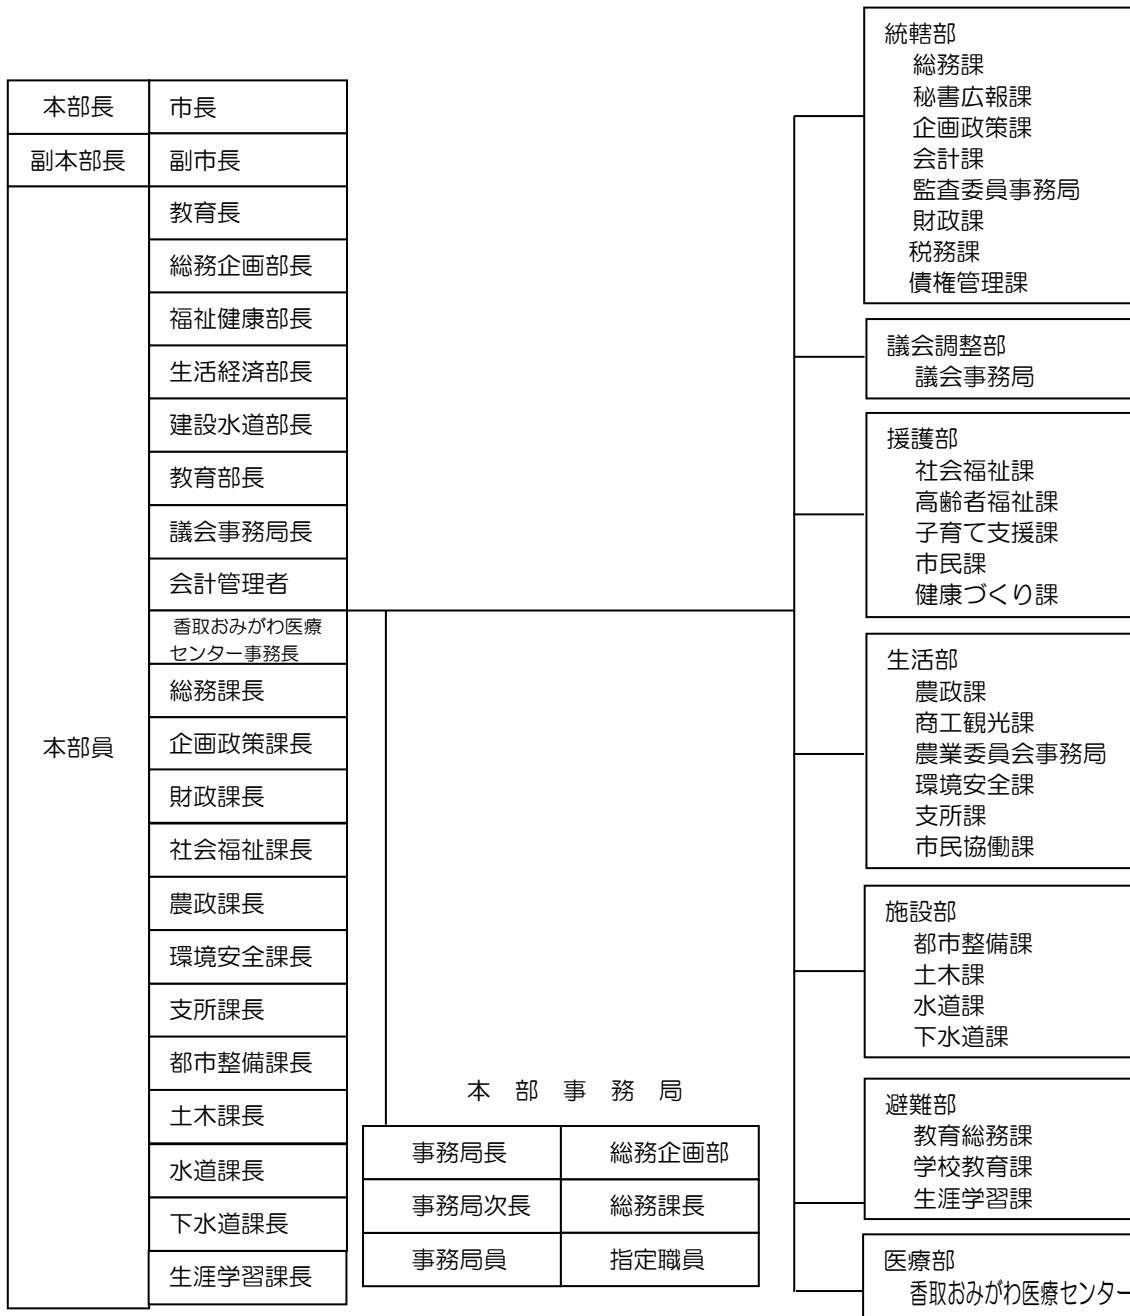 本部長 市長
副本部長 副市長
本部員
教育長
総務企画部長
福祉健康部長
生活経済部長
建設水道部長
教育部長
議会事務局長
会計管理者
香取おみがわ医療
センター事務長
総務課長
企画政策課長
財政課長
社会福祉課長
農政課長
環境安全課長
支所課長
都市整備課長
土木課長
水道課長
下水道課長
生涯学習課長
本部事務局
事務局長 総務企画部
事務局次長 総務課長
事務局員 指定職員
統轄部
総務課
秘書広報課
企画政策課
会計課
監査委員事務局
財政課
税務課
債権管理課
議会調整部
議会事務局
援護部
社会福祉課
高齢者福祉課
子育て支援課
市民課
健康づくり課
生活部
農政課
商工観光課
農業委員会事務局
環境安全課
支所課
市民協働課
施設部
都市整備課
土木課
水道課
下水道課
避難部
教育総務課
学校教育課
生涯学習課
医療部
香取おみがわ医療センター